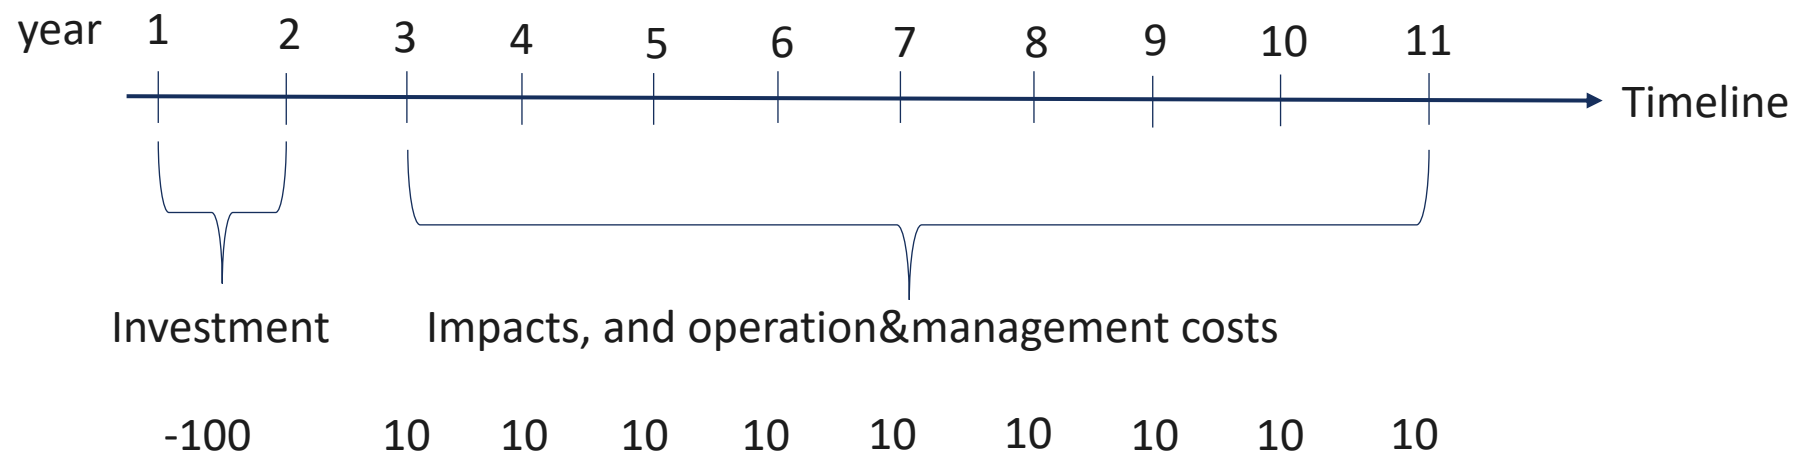 year 1 2 3 4 5 6 7 8 9 10 11
Timeline
Investment Impacts, and operation&management costs
-100 10 10 10 10 10 10 10 10 10